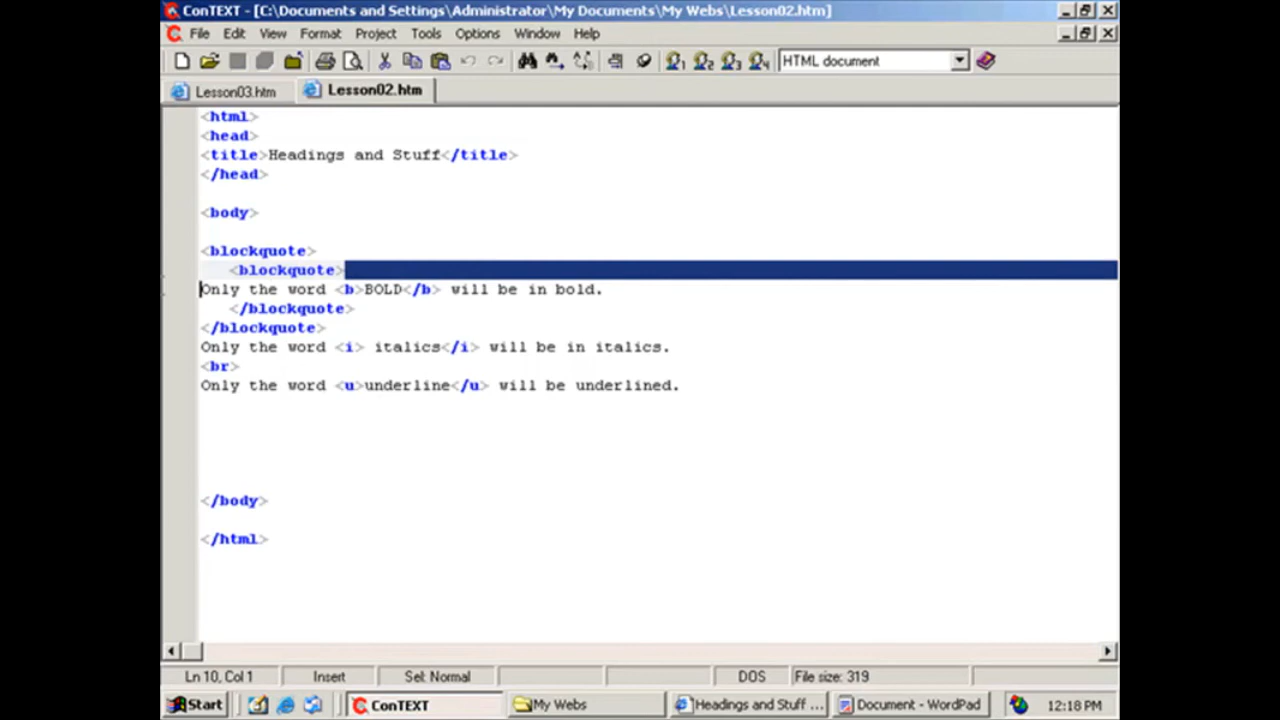 ConTEXT - [C:\Documents and Settings\Administrator\My Documents\My Webs\Lesson02.htm]
File Edit View Format Project Tools Options Window Help
HTML document
Lesson03.htm Lesson02.htm
<html>
<head>
<title>Headings and Stuff</title>
</head>
<body>
<blockquote>
<blockquote>
Only the word <b>BOLD</b> will be in bold.
</blockquote>
</blockquote>
Only the word <i> italics</i> will be in italics.
<br>
Only the word <u>underline</u> will be underlined.
</body>
</html>
Ln 10, Col 1 Insert Sel: Normal DOS File size: 319
Start ConTEXT My Webs Headings and Stuff ... Document - WordPad 12:18 PM